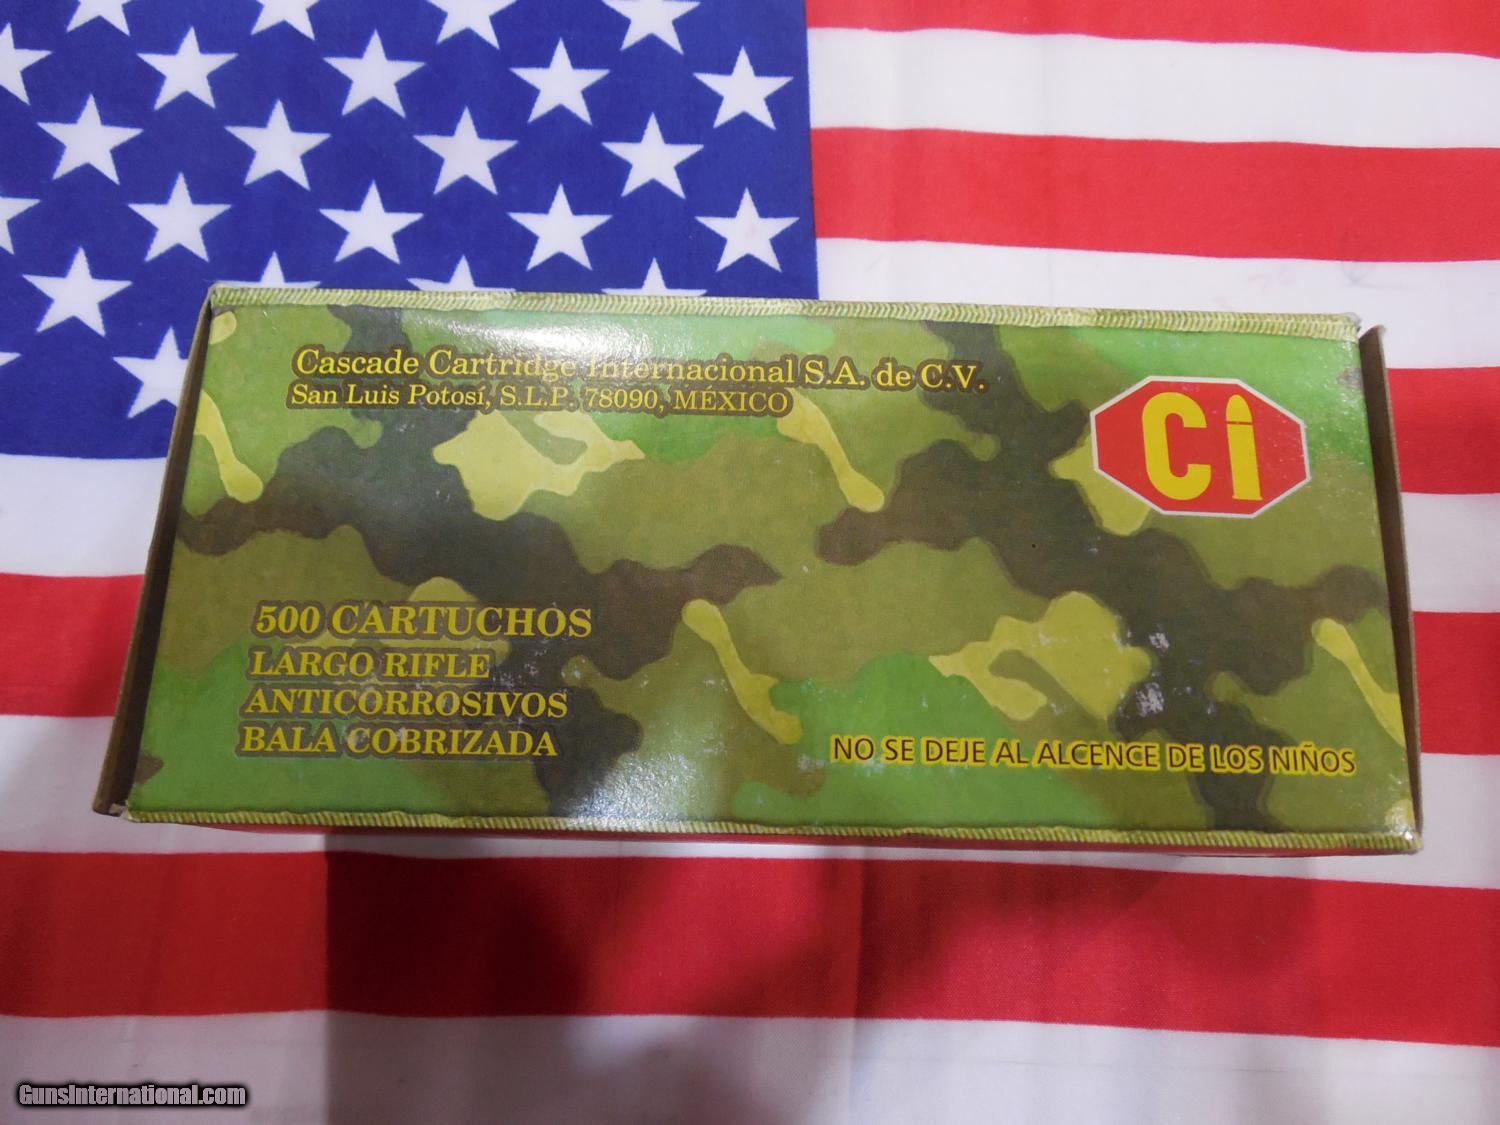 Cascade Cartridge Internacional S.A. de C.V.
San Luis Potosí, S.L.P. 78090, MÉXICO
Ci
500 CARTUCHOS
LARGO RIFLE
ANTICORROSIVOS
BALA COBRIZADA
NO SE DEJE AL ALCENCE DE LOS NIÑOS
GunsInternational.com